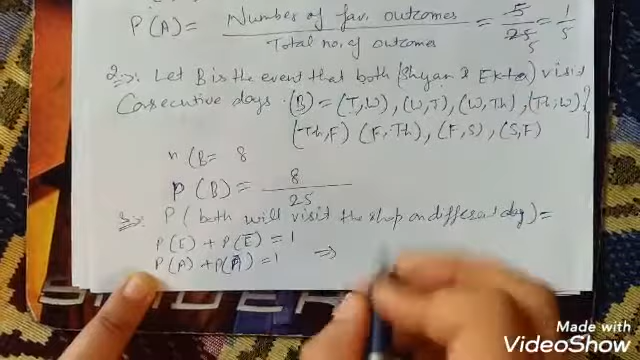 P(A) = Number of fav. outcomes / Total no. of outcomes = 5/25 5 = 1/5
2 Let B is the event that both (Shyam & Ekta) visit
Cosecutive days. (B) = (T,W), (W,T), (W,Th), (Th,W)}
(Th,F) (F,Th), (F,S), (S,F)
n(B = 8
P(B) = 8/25
3 P(both will visit the shop on different day) =
P(E) + P(E̅) = 1
P(A) + P(A̅) = 1 ⇒
Made with
VideoShow